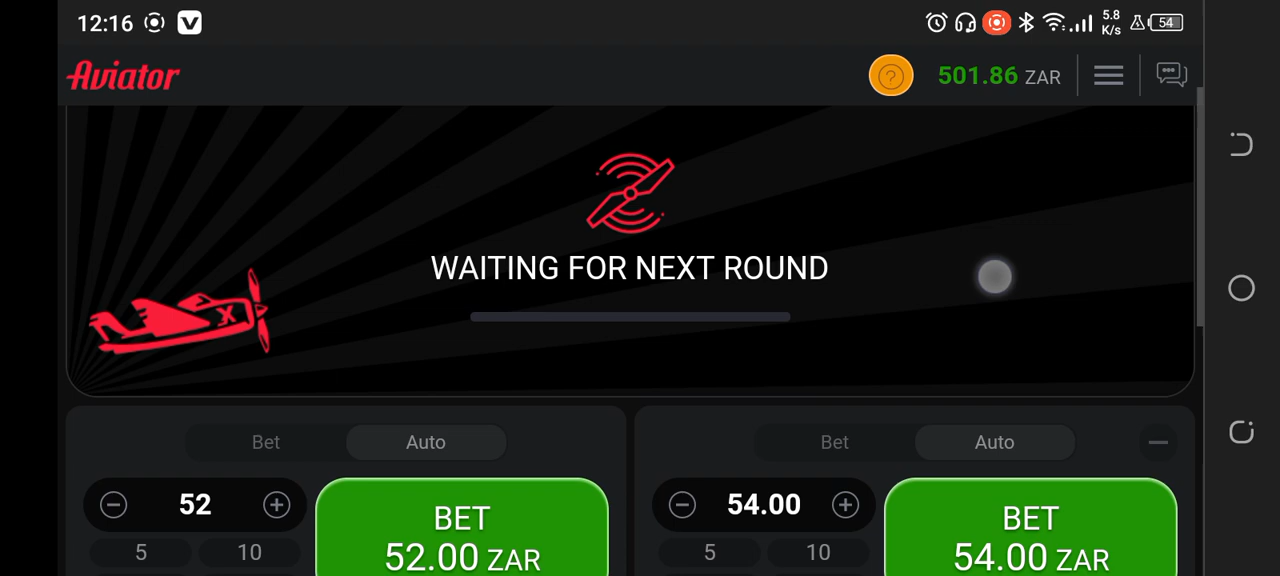 12:16 V 5.8 K/s 54
Aviator ? 501.86 ZAR
WAITING FOR NEXT ROUND
X
Bet Auto Bet Auto
52 BET 54.00 BET
52.00 ZAR 54.00 ZAR
5 10 5 10